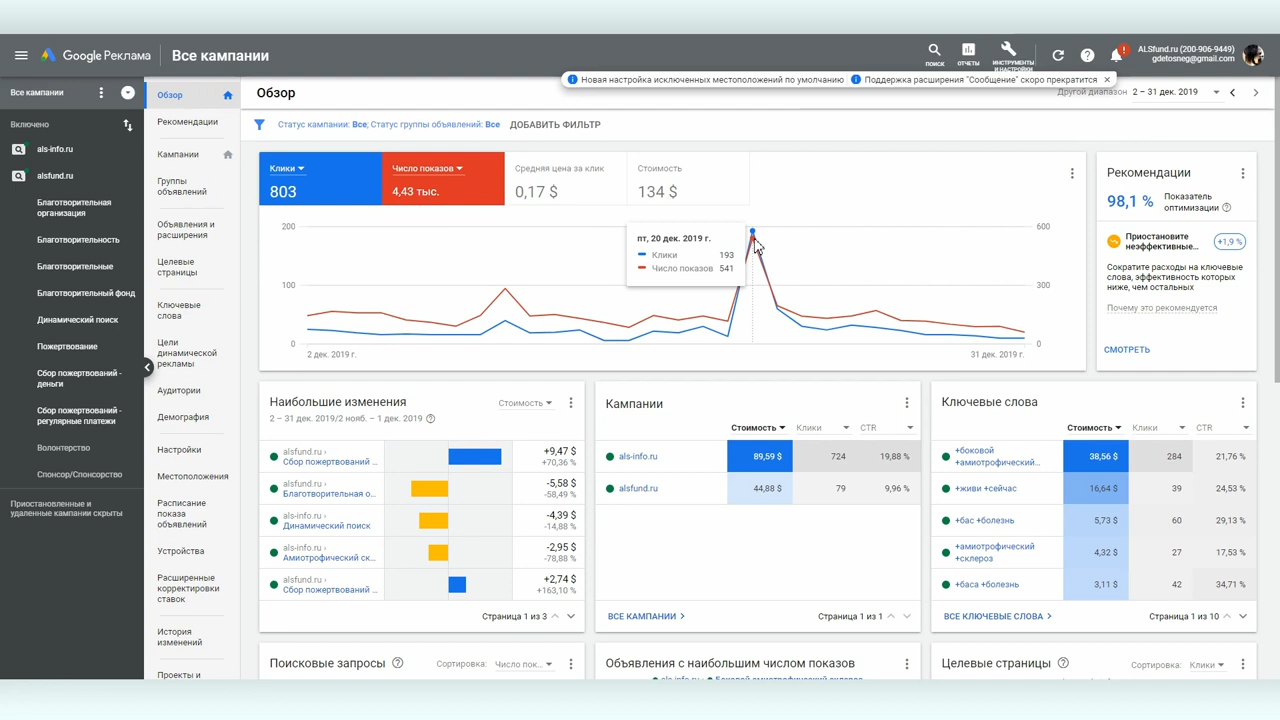 Google Реклама
Все кампании
ПОИСК
ОТЧЕТЫ
ИНСТРУМЕНТЫ
И НАСТРОЙКИ
ALSfund.ru (200-906-9449)
gdetosneg@gmail.com
Новая настройка исключенных местоположений по умолчанию
Поддержка расширения "Сообщение" скоро прекратится
Все кампании
Включено
als-info.ru
alsfund.ru
Благотворительная
организация
Благотворительность
Благотворительные
Благотворительный фонд
Динамический поиск
Пожертвование
Сбор пожертвований -
деньги
Сбор пожертвований -
регулярные платежи
Волонтерство
Спонсор/Спонсорство
Приостановленные и
удаленные кампании скрыты
Обзор
Рекомендации
Кампании
Группы
объявлений
Объявления и
расширения
Целевые
страницы
Ключевые
слова
Цели
динамической
рекламы
Аудитории
Демография
Настройки
Местоположения
Расписание
показа
объявлений
Устройства
Расширенные
корректировки
ставок
История
изменений
Проекты и
Обзор
Другой диапазон 2 – 31 дек. 2019
Статус кампании: Все; Статус группы объявлений: Все ДОБАВИТЬ ФИЛЬТР
Клики
803
Число показов
4,43 тыс.
Средняя цена за клик
0,17 $
Стоимость
134 $
200
100
0
600
300
0
2 дек. 2019 г.
31 дек. 2019 г.
пт, 20 дек. 2019 г.
Клики 193
Число показов 541
Рекомендации
98,1 %
Показатель
оптимизации
Приостановите
неэффективные...
+1,9 %
Сократите расходы на ключевые
слова, эффективность которых
ниже, чем остальных
Почему это рекомендуется
СМОТРЕТЬ
Наибольшие изменения
Стоимость
2 – 31 дек. 2019/2 нояб. – 1 дек. 2019
alsfund.ru ›
Сбор пожертвований ...
+9,47 $
+70,36 %
alsfund.ru ›
Благотворительная о...
-5,58 $
-58,49 %
als-info.ru ›
Динамический поиск
-4,39 $
-14,88 %
als-info.ru ›
Амиотрофический ск...
-2,95 $
-78,88 %
alsfund.ru ›
Сбор пожертвований ...
+2,74 $
+163,10 %
Страница 1 из 3
Кампании
Стоимость Клики CTR
als-info.ru 89,59 $ 724 19,88 %
alsfund.ru 44,88 $ 79 9,96 %
ВСЕ КАМПАНИИ
Страница 1 из 1
Ключевые слова
Стоимость Клики CTR
+боковой
+амиотрофический...
38,56 $ 284 21,76 %
+живи +сейчас 16,64 $ 39 24,53 %
+бас +болезнь 5,73 $ 60 29,13 %
+амиотрофический
+склероз
4,32 $ 27 17,53 %
+баса +болезнь 3,11 $ 42 34,71 %
ВСЕ КЛЮЧЕВЫЕ СЛОВА
Страница 1 из 10
Поисковые запросы
Сортировка: Число пок...
Объявления с наибольшим числом показов
als-info.ru › Боковой амиотрофический склероз
Целевые страницы
Сортировка: Клики